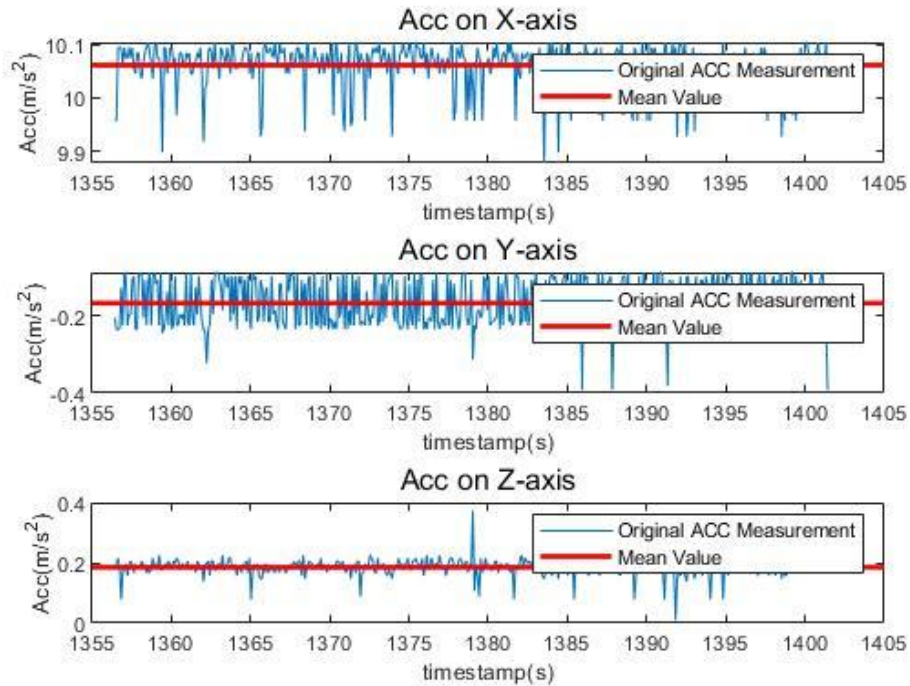 Acc on X-axis
Acc(m/s²)
10.1
10
9.9
Original ACC Measurement
Mean Value
1355 1360 1365 1370 1375 1380 1385 1390 1395 1400 1405
timestamp(s)
Acc on Y-axis
Acc(m/s²)
-0.2
-0.4
Original ACC Measurement
Mean Value
1355 1360 1365 1370 1375 1380 1385 1390 1395 1400 1405
timestamp(s)
Acc on Z-axis
Acc(m/s²)
0.4
0.2
0
Original ACC Measurement
Mean Value
1355 1360 1365 1370 1375 1380 1385 1390 1395 1400 1405
timestamp(s)